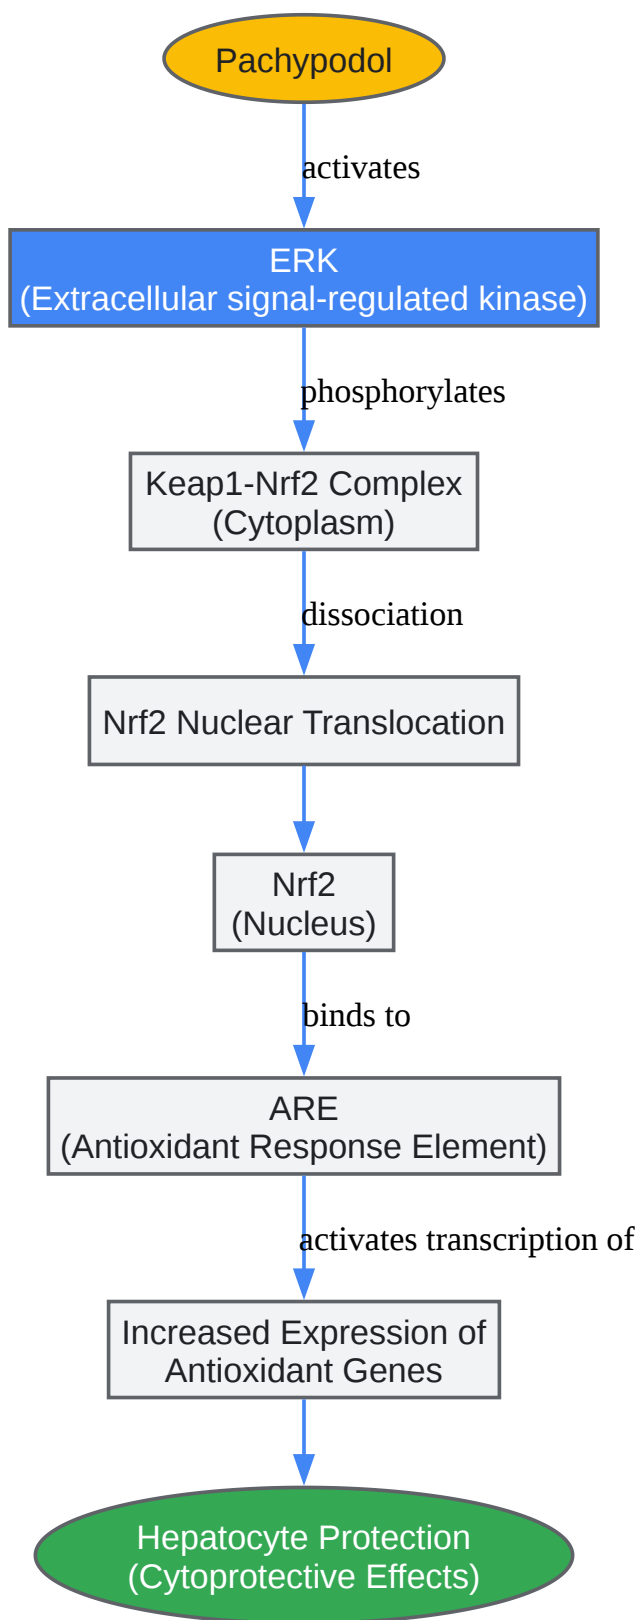 Pachypodol
activates
ERK
(Extracellular signal-regulated kinase)
phosphorylates
Keap1-Nrf2 Complex
(Cytoplasm)
dissociation
Nrf2 Nuclear Translocation
Nrf2
(Nucleus)
binds to
ARE
(Antioxidant Response Element)
activates transcription of
Increased Expression of
Antioxidant Genes
Hepatocyte Protection
(Cytoprotective Effects)